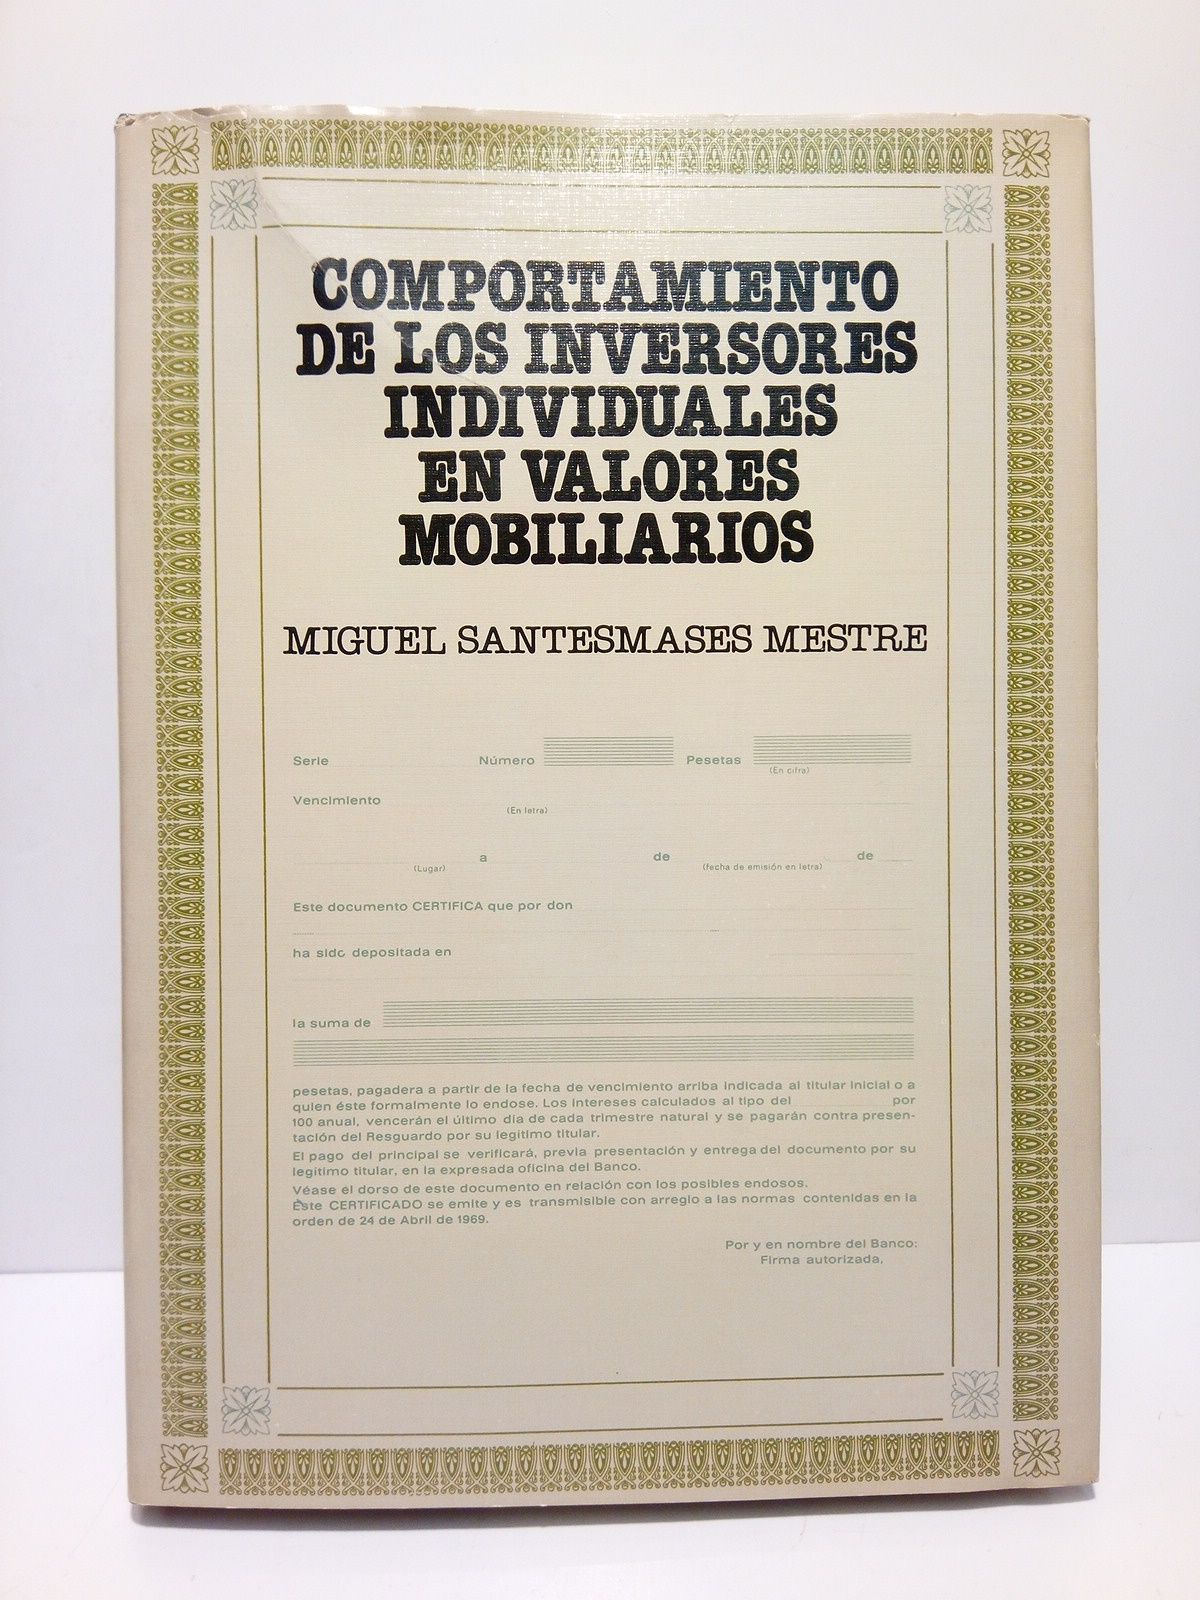 COMPORTAMIENTO
DE LOS INVERSORES
INDIVIDUALES
EN VALORES
MOBILIARIOS
MIGUEL SANTESMASES MESTRE
Serie Número Pesetas
(En cifra)
Vencimiento
(En letra)
a de de
(Lugar) (fecha de emisión en letra)
Este documento CERTIFICA que por don
ha sido depositada en
la suma de
pesetas, pagadera a partir de la fecha de vencimiento arriba indicada al titular inicial o a
quien éste formalmente lo endose. Los intereses calculados al tipo del por
100 anual, vencerán el último día de cada trimestre natural y se pagarán contra presen-
tación del Resguardo por su legítimo titular.
El pago del principal se verificará, previa presentación y entrega del documento por su
legítimo titular, en la expresada oficina del Banco.
Véase el dorso de este documento en relación con los posibles endosos.
Este CERTIFICADO se emite y es transmisible con arreglo a las normas contenidas en la
orden de 24 de Abril de 1969.
Por y en nombre del Banco:
Firma autorizada,